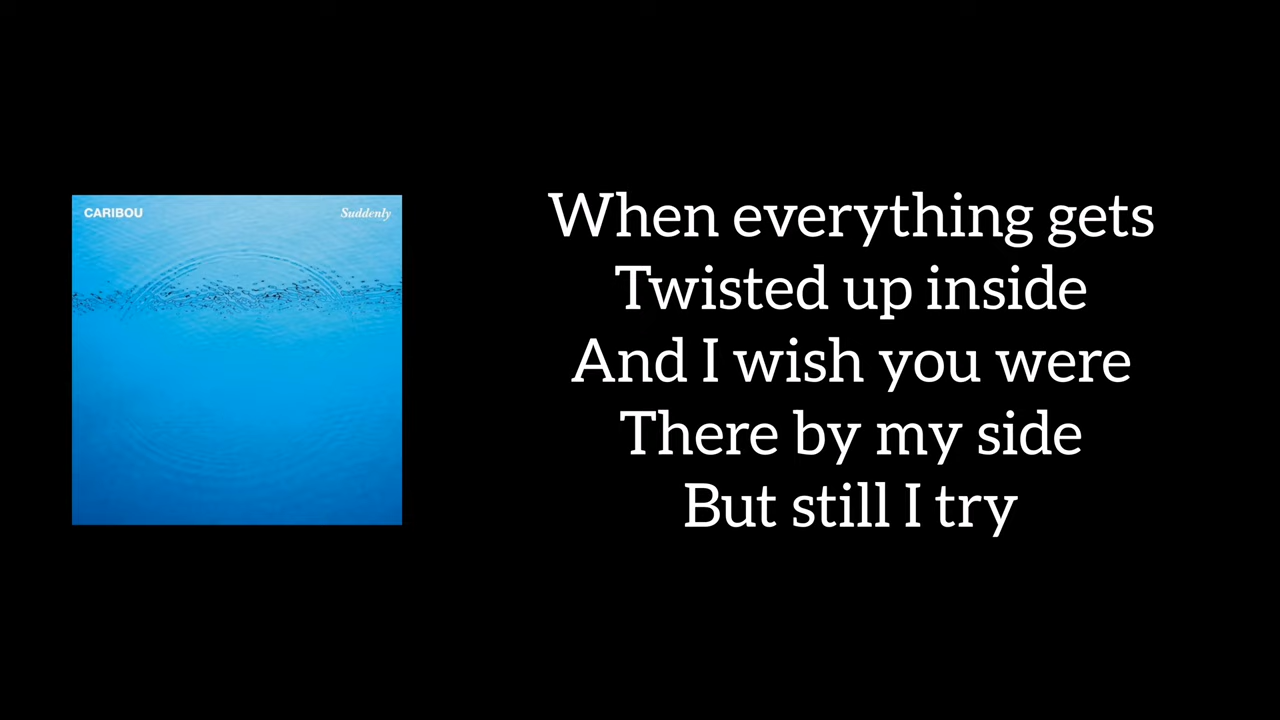 CARIBOU
Suddenly
When everything gets
Twisted up inside
And I wish you were
There by my side
But still I try